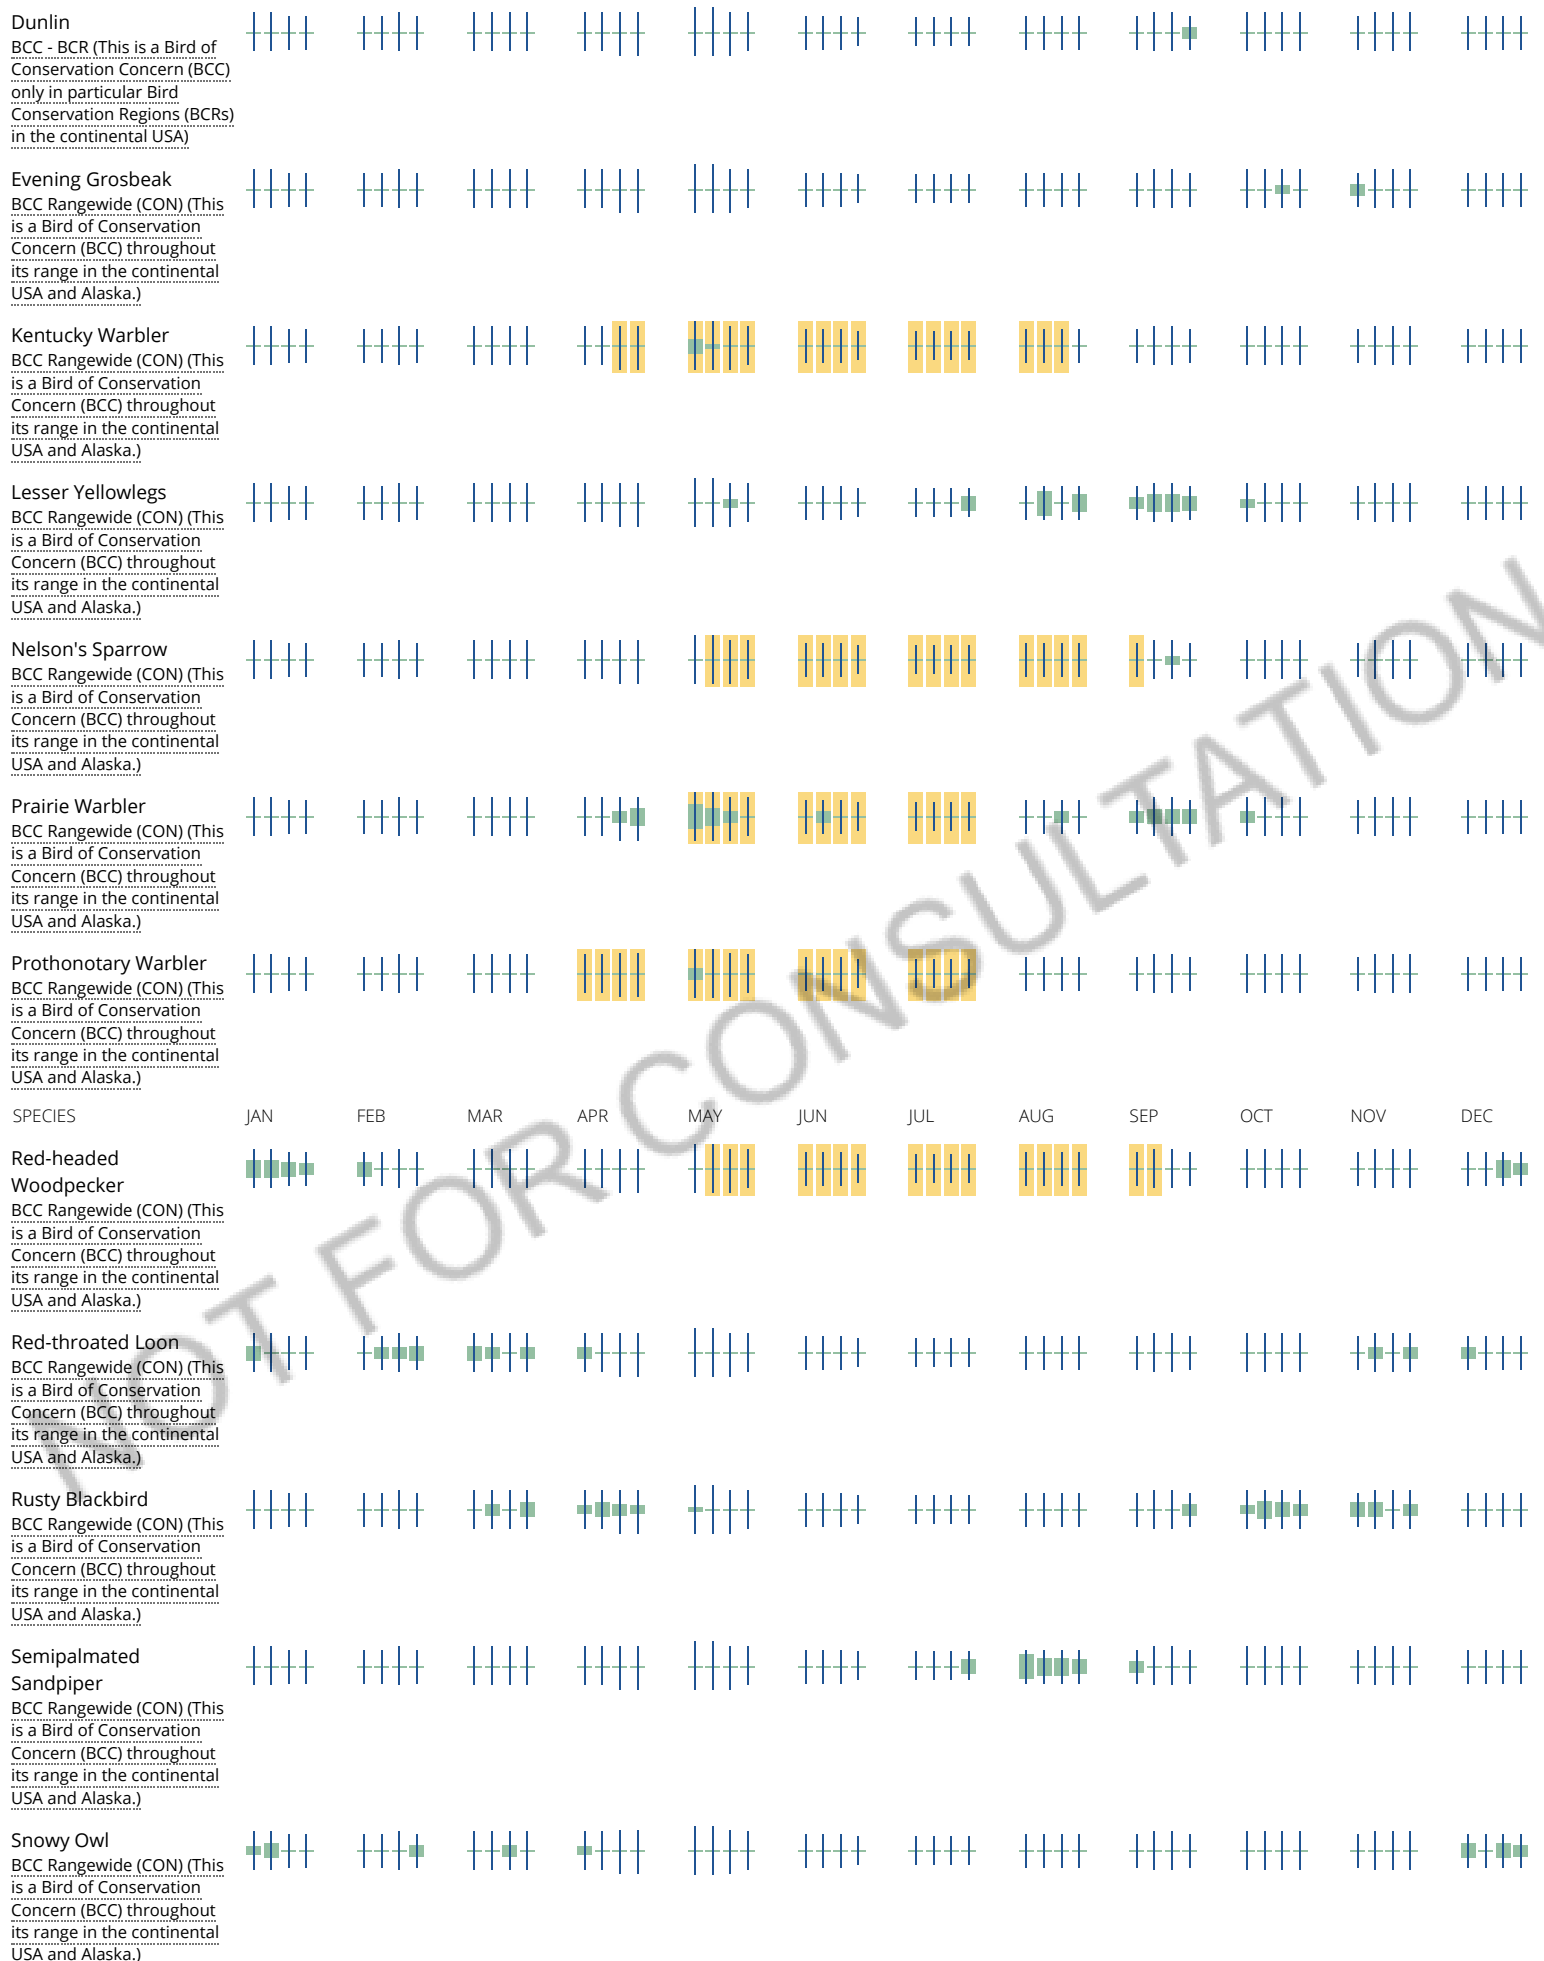 Dunlin
BCC - BCR (This is a Bird of
Conservation Concern (BCC)
only in particular Bird
Conservation Regions (BCRs)
in the continental USA)
Evening Grosbeak
BCC Rangewide (CON) (This
is a Bird of Conservation
Concern (BCC) throughout
its range in the continental
USA and Alaska.)
Kentucky Warbler
BCC Rangewide (CON) (This
is a Bird of Conservation
Concern (BCC) throughout
its range in the continental
USA and Alaska.)
Lesser Yellowlegs
BCC Rangewide (CON) (This
is a Bird of Conservation
Concern (BCC) throughout
its range in the continental
USA and Alaska.)
Nelson's Sparrow
BCC Rangewide (CON) (This
is a Bird of Conservation
Concern (BCC) throughout
its range in the continental
USA and Alaska.)
Prairie Warbler
BCC Rangewide (CON) (This
is a Bird of Conservation
Concern (BCC) throughout
its range in the continental
USA and Alaska.)
Prothonotary Warbler
BCC Rangewide (CON) (This
is a Bird of Conservation
Concern (BCC) throughout
its range in the continental
USA and Alaska.)
SPECIES JAN FEB MAR APR MAY JUN JUL AUG SEP OCT NOV DEC
Red-headed
Woodpecker
BCC Rangewide (CON) (This
is a Bird of Conservation
Concern (BCC) throughout
its range in the continental
USA and Alaska.)
Red-throated Loon
BCC Rangewide (CON) (This
is a Bird of Conservation
Concern (BCC) throughout
its range in the continental
USA and Alaska.)
Rusty Blackbird
BCC Rangewide (CON) (This
is a Bird of Conservation
Concern (BCC) throughout
its range in the continental
USA and Alaska.)
Semipalmated
Sandpiper
BCC Rangewide (CON) (This
is a Bird of Conservation
Concern (BCC) throughout
its range in the continental
USA and Alaska.)
Snowy Owl
BCC Rangewide (CON) (This
is a Bird of Conservation
Concern (BCC) throughout
its range in the continental
USA and Alaska.)
NOT FOR CONSULTATION